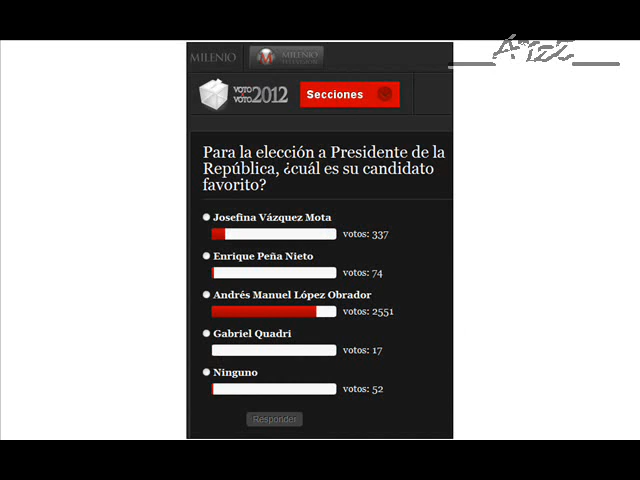 MILENIO
MILENIO
TELEVISION
VOTO
VOTO.2012
Secciones
Para la elección a Presidente de la
República, ¿cuál es su candidato
favorito?
Josefina Vázquez Mota
votos: 337
Enrique Peña Nieto
votos: 74
Andrés Manuel López Obrador
votos: 2551
Gabriel Quadri
votos: 17
Ninguno
votos: 52
Responder